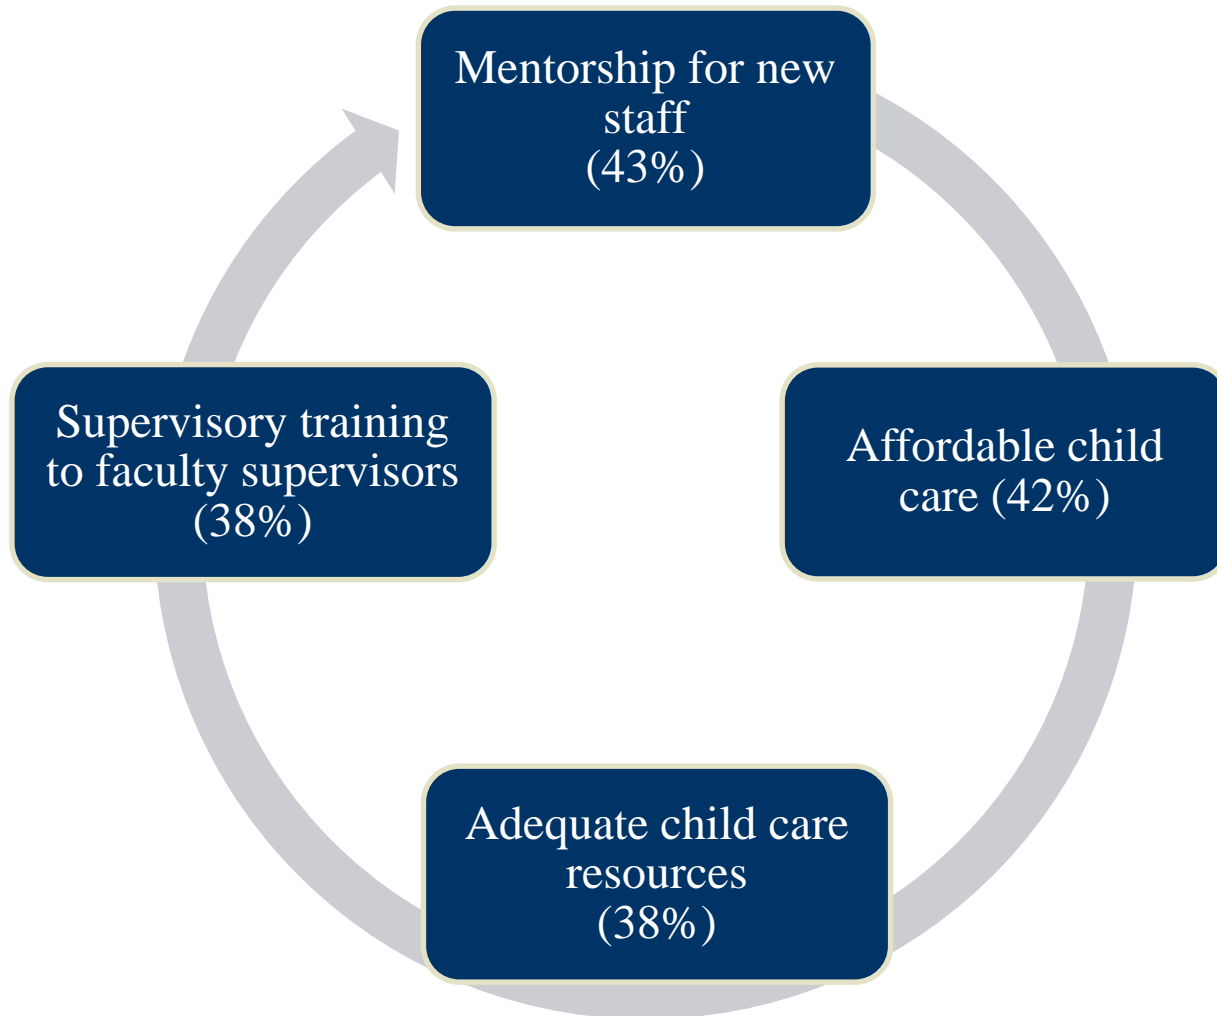 Mentorship for new
staff
(43%)
Affordable child
care (42%)
Adequate child care
resources
(38%)
Supervisory training
to faculty supervisors
(38%)